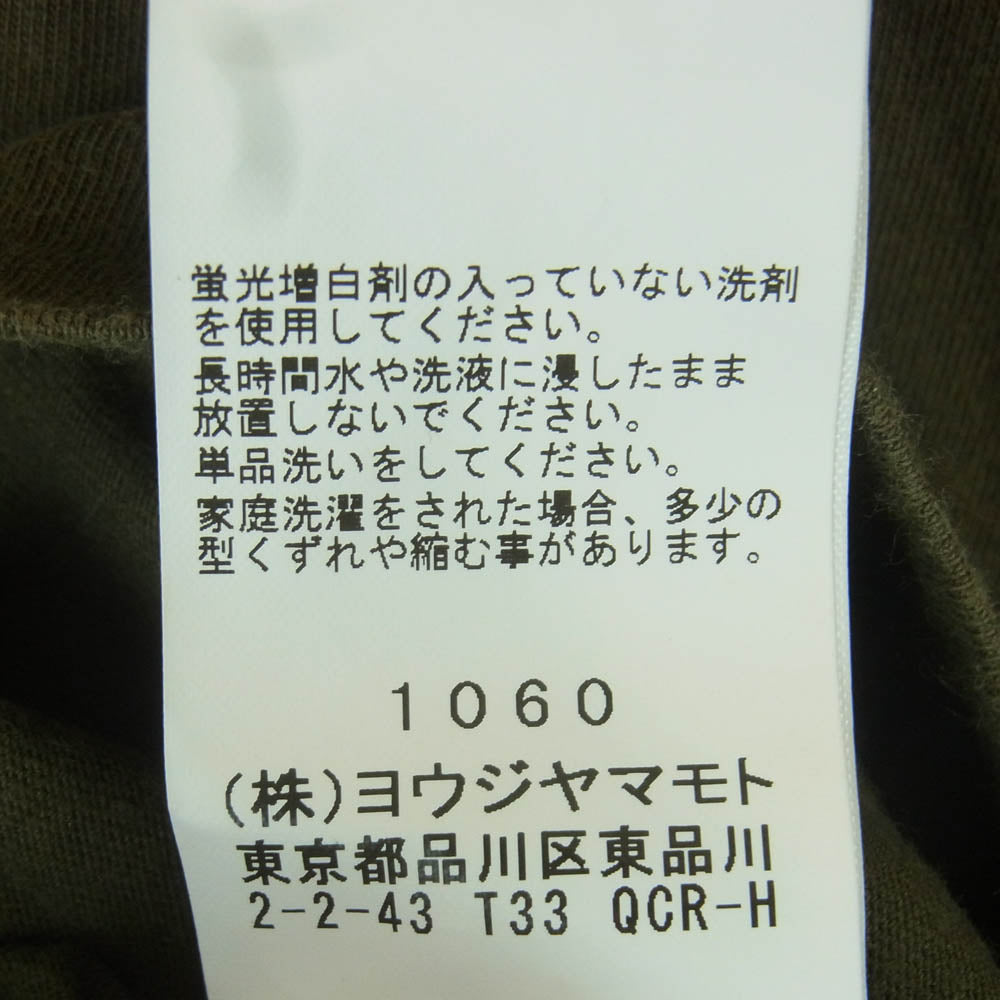 蛍光増白剤の入っていない洗剤
を使用してください。
長時間水や洗液に浸したまま
放置しないでください。
単品洗いをしてください。
家庭洗濯をされた場合、多少の
型くずれや縮む事があります。
1060
(株)ヨウジヤマモト
東京都品川区東品川
2-2-43 T33 QCR-H